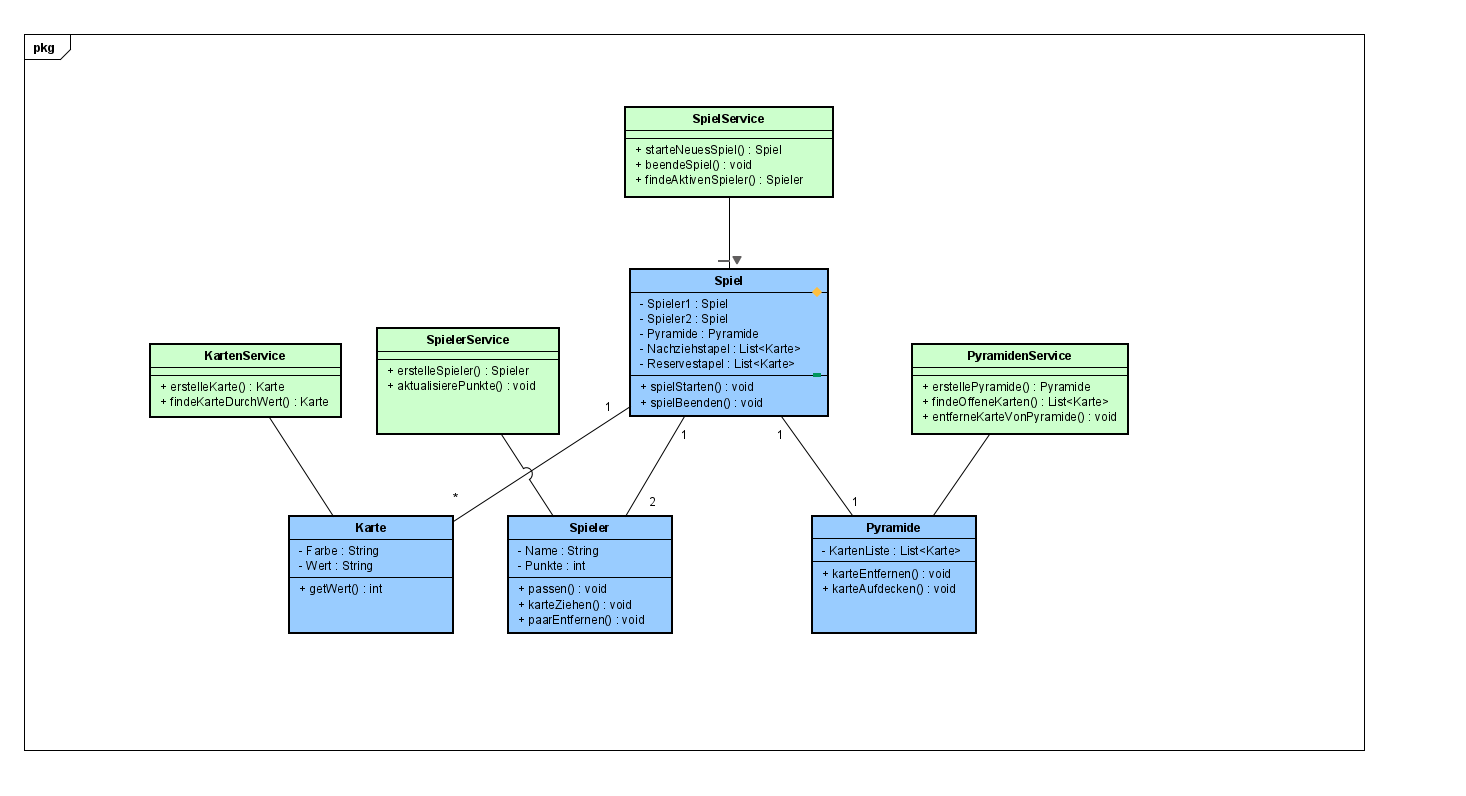 pkg
SpielService
+ starteNeuesSpiel() : Spiel
+ beendeSpiel() : void
+ findeAktivenSpieler() : Spieler
Spiel
- Spieler1 : Spiel
- Spieler2 : Spiel
- Pyramide : Pyramide
- Nachziehstapel : List<Karte>
- Reservestapel : List<Karte>
+ spielStarten() : void
+ spielBeenden() : void
KartenService
+ erstelleKarte() : Karte
+ findeKarteDurchWert() : Karte
SpielerService
+ erstelleSpieler() : Spieler
+ aktualisierePunkte() : void
PyramidenService
+ erstellePyramide() : Pyramide
+ findeOffeneKarten() : List<Karte>
+ entferneKarteVonPyramide() : void
1
1
1
*
2
1
Karte
- Farbe : String
- Wert : String
+ getWert() : int
Spieler
- Name : String
- Punkte : int
+ passen() : void
+ karteZiehen() : void
+ paarEntfernen() : void
Pyramide
- KartenListe : List<Karte>
+ karteEntfernen() : void
+ karteAufdecken() : void